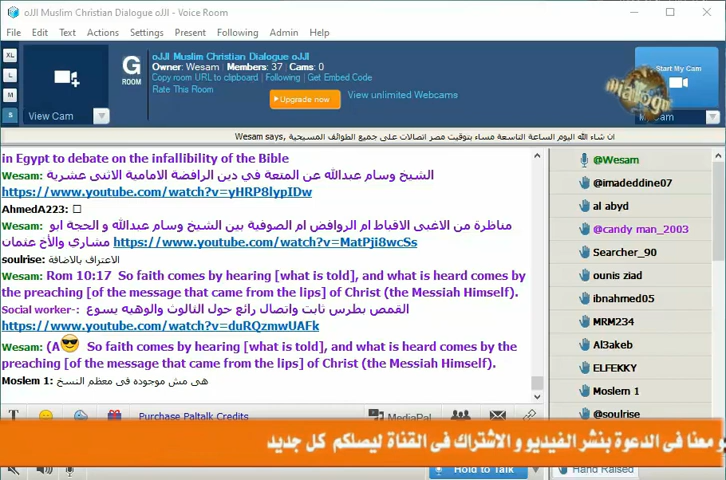 oJJI Muslim Christian Dialogue oJJI - Voice Room
File Edit Text Actions Settings Present Following Admin Help
XL
L
M
S
View Cam
G
ROOM
oJJI Muslim Christian Dialogue oJJI
Owner: Wesam | Members: 37 Cams: 0
Copy room URL to clipboard | Following | Get Embed Code
Rate This Room
Upgrade now
View unlimited Webcams
Start My Cam
dialogue
Wesam says, ان شاء الله اليوم الساعة التاسعة مساء بتوقيت مصر اتصالات على جميع الطوائف المسيحية
in Egypt to debate on the infallibility of the Bible
Wesam: الشيخ وسام عبدالله عن المتعة في دين الرافضة الامامية الاثنى عشرية
https://www.youtube.com/watch?v=yHRP8lypIDw
AhmedA223: □
Wesam: مناظرة من الاغبى الاقباط ام الروافض ام الصوفية بين الشيخ وسام عبدالله و الحجة ابو
مشاري والأخ عثمان https://www.youtube.com/watch?v=MatPji8wcSs
soulrise: الاعتراف بالاضافة
Wesam: Rom 10:17 So faith comes by hearing [what is told], and what is heard comes by
the preaching [of the message that came from the lips] of Christ (the Messiah Himself).
Social worker-: القمص بطرس ثابت واتصال رائع حول الثالوث والوهيه يسوع
https://www.youtube.com/watch?v=duRQzmwUAFk
Wesam: (A😎 So faith comes by hearing [what is told], and what is heard comes by the
preaching [of the message that came from the lips] of Christ (the Messiah Himself).
Moslem 1: هى مش موجوده فى معظم النسخ
@Wesam
@imadeddine07
al abyd
@candy man_2003
Searcher_90
ounis ziad
ibnahmed05
MRM234
Al3akeb
ELFEKKY
Moslem 1
@soulrise
Purchase Paltalk Credits
MediaPal
معنا فى الدعوة بنشر الفيديو و الاشتراك فى القناة ليصلكم كل جديد
Hold to Talk
Hand Raised